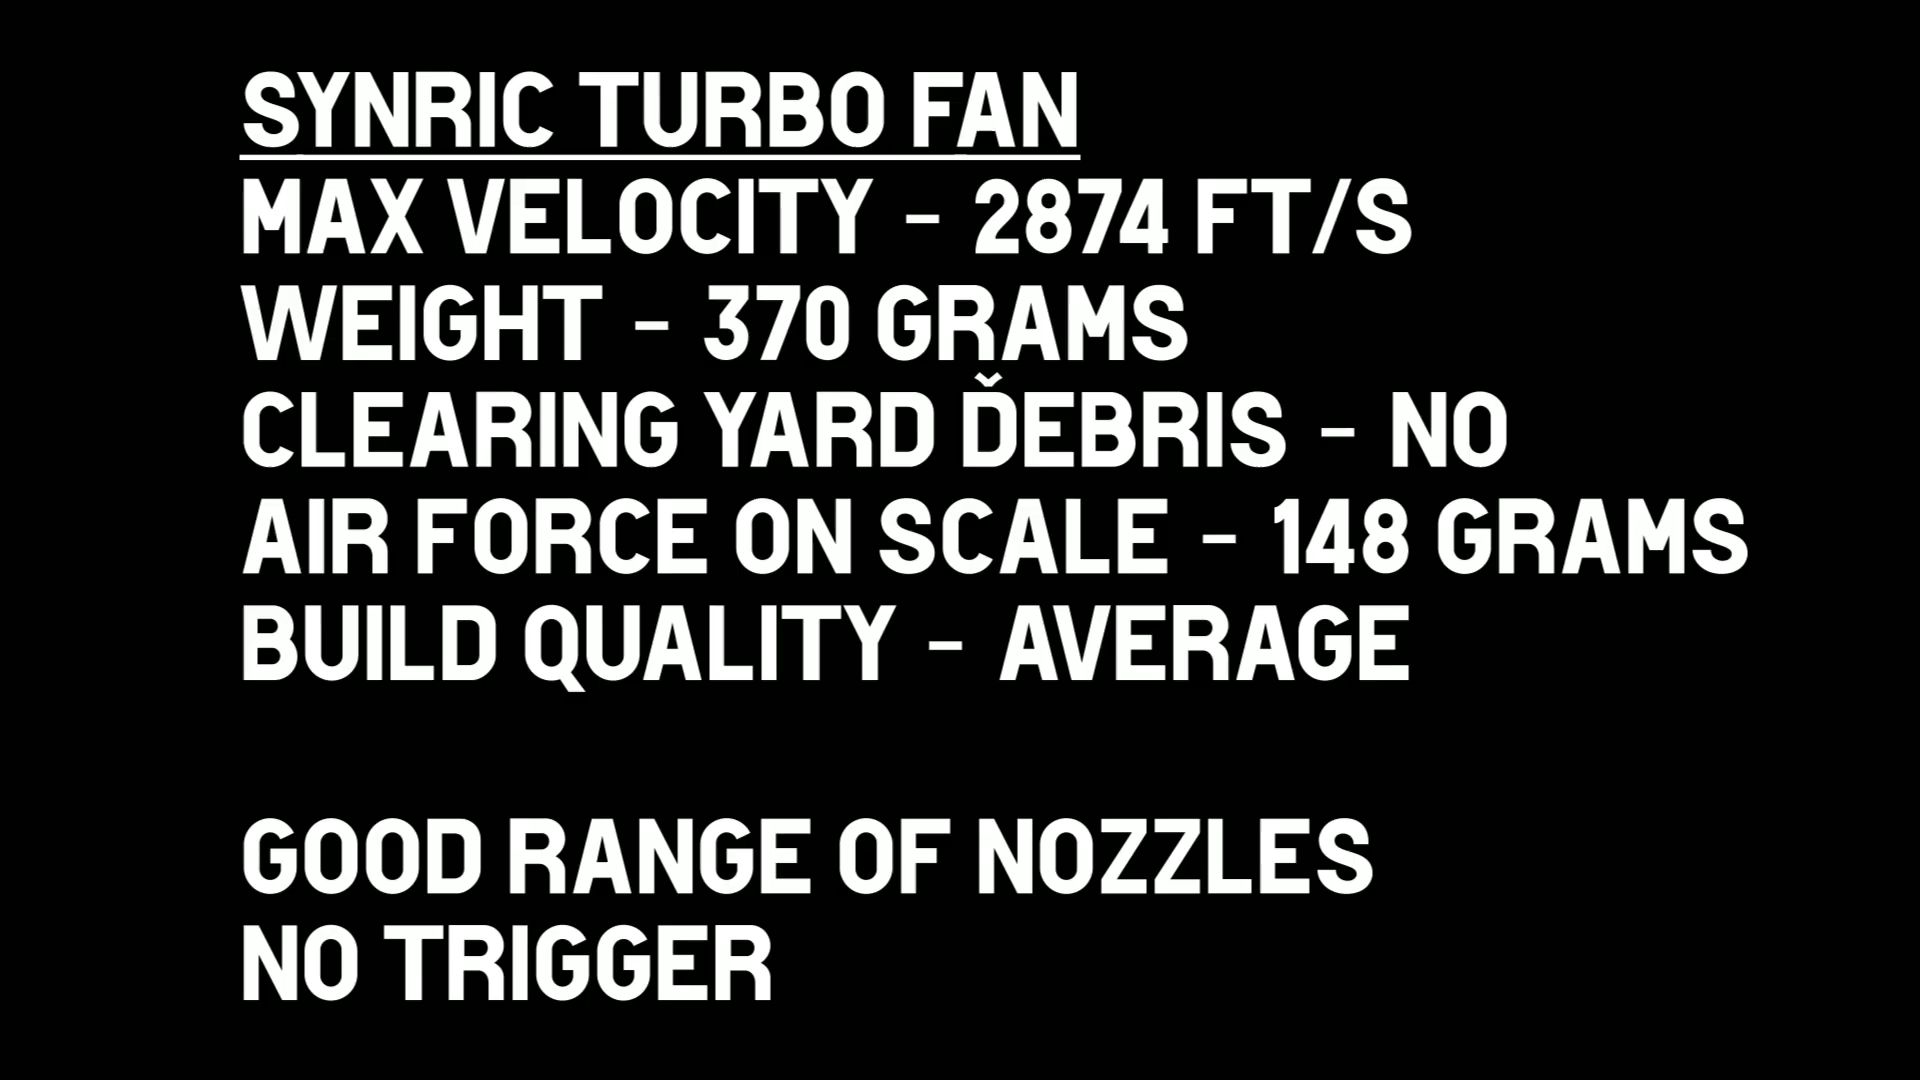 SYNRIC TURBO FAN
MAX VELOCITY - 2874 FT/S
WEIGHT - 370 GRAMS
CLEARING YARD ĎEBRIS - NO
AIR FORCE ON SCALE - 148 GRAMS
BUILD QUALITY - AVERAGE
GOOD RANGE OF NOZZLES
NO TRIGGER